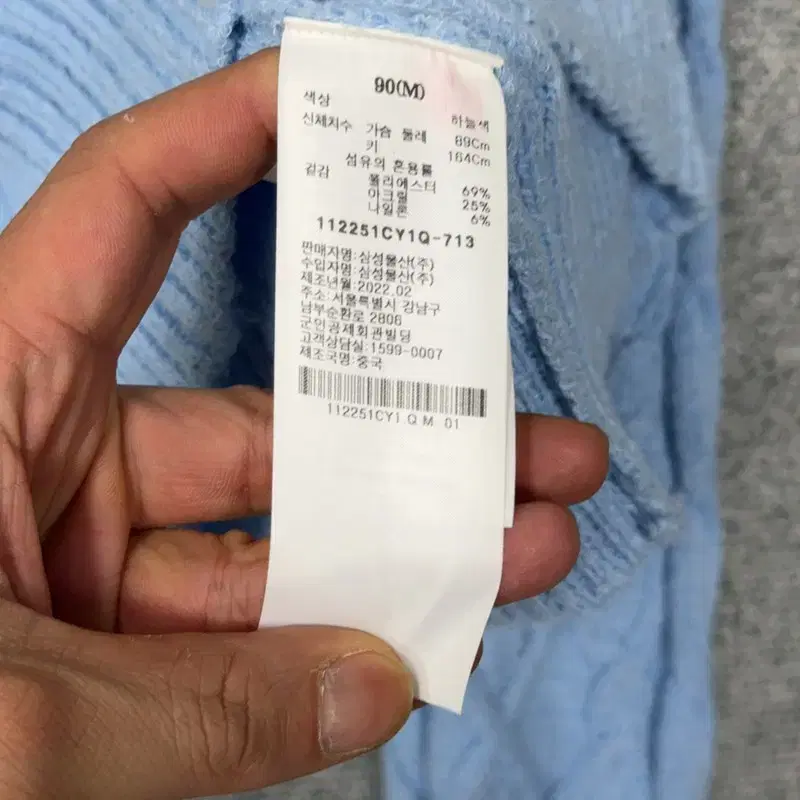 90(M)
색상 하늘색
신체치수 가슴 둘레 89Cm
키 164Cm
섬유의 혼용률
겉감 폴리에스터 69%
아크릴 25%
나일론 6%
112251CY1Q-713
판매자명:삼성물산(주)
수입자명:삼성물산(주)
제조년월:2022.02
주소:서울특별시 강남구
남부순환로 2806
군인공제회관빌딩
고객상담실:1599-0007
제조국명:중국
112251CY1 Q M 01